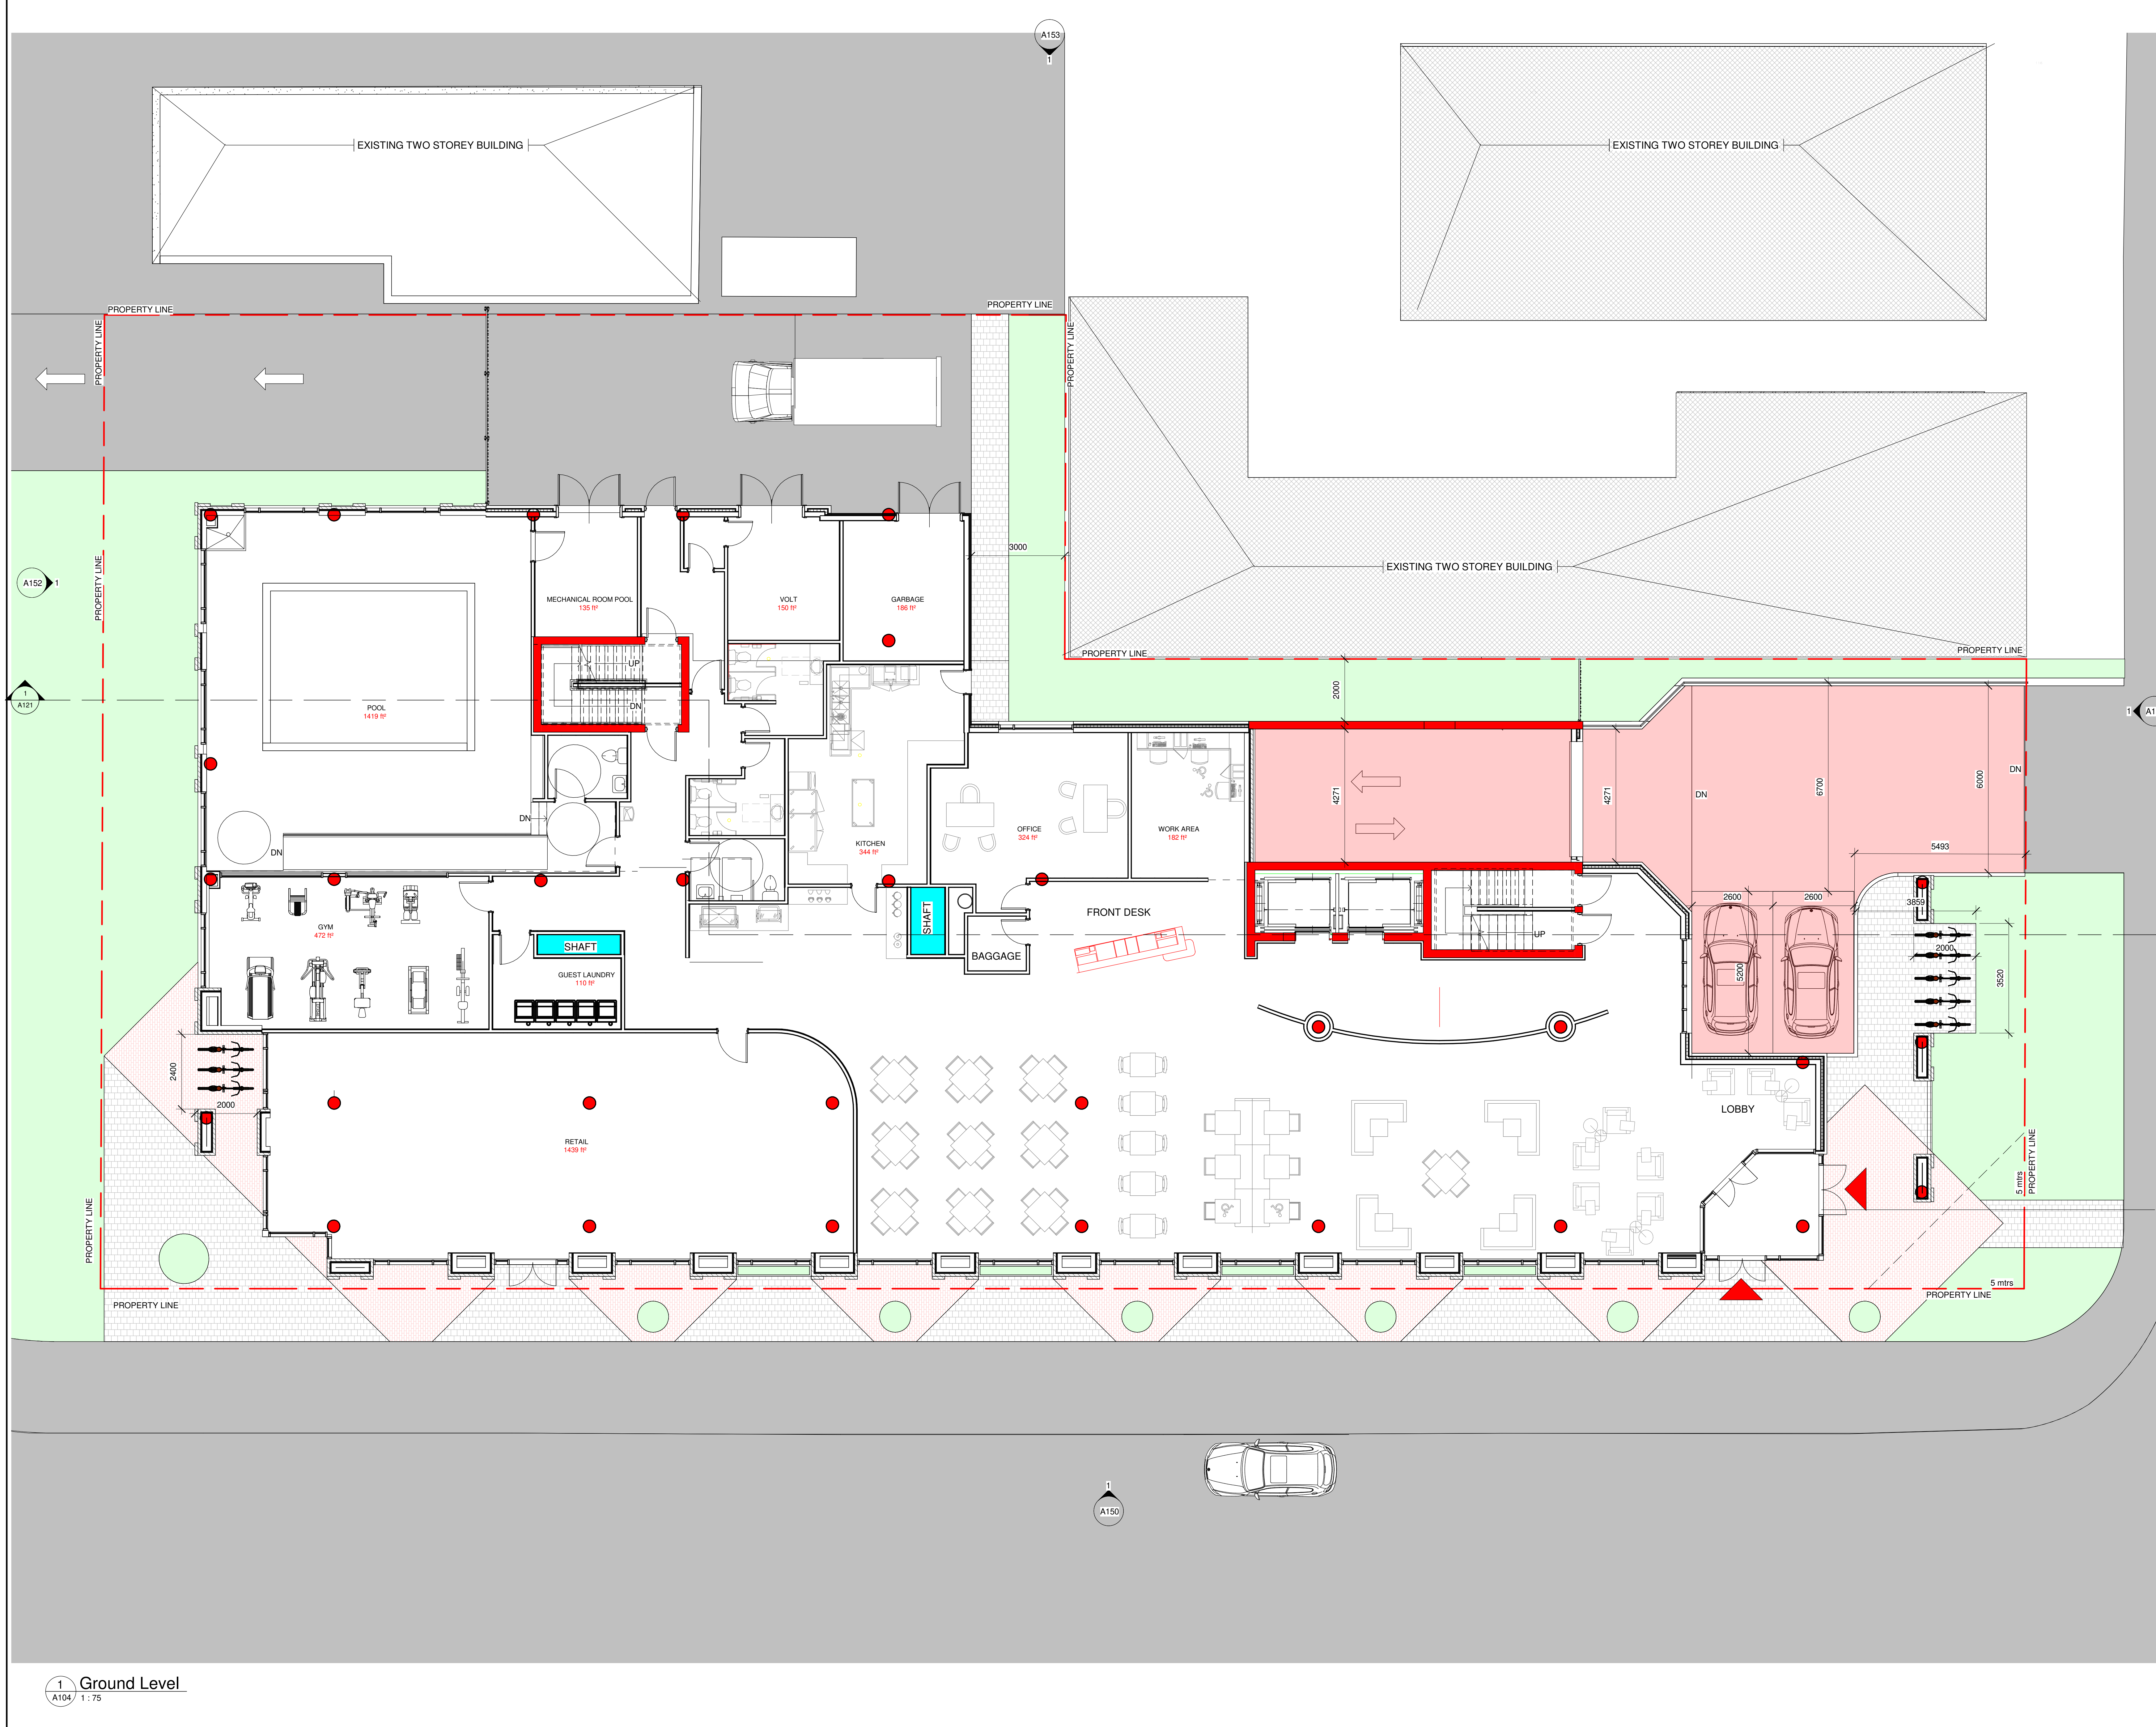 A153
1
EXISTING TWO STOREY BUILDING
EXISTING TWO STOREY BUILDING
PROPERTY LINE
PROPERTY LINE
PROPERTY LINE
PROPERTY LINE
3000
EXISTING TWO STOREY BUILDING
A152
1
PROPERTY LINE
MECHANICAL ROOM POOL
135 ft²
VOLT
150 ft²
GARBAGE
186 ft²
PROPERTY LINE
PROPERTY LINE
UP
DN
2000
1
A121
POOL
1419 ft²
1
DN
DN
6700
6000
4271
4271
DN
DN
OFFICE
324 ft²
WORK AREA
182 ft²
KITCHEN
344 ft²
5493
2600
2600
3859
FRONT DESK
SHAFT
GYM
472 ft²
UP
SHAFT
BAGGAGE
2000
GUEST LAUNDRY
110 ft²
5200
3520
2400
2000
LOBBY
RETAIL
1439 ft²
PROPERTY LINE
5 mtrs
PROPERTY LINE
5 mtrs
PROPERTY LINE
PROPERTY LINE
1
A150
1
A104
Ground Level
1 : 75